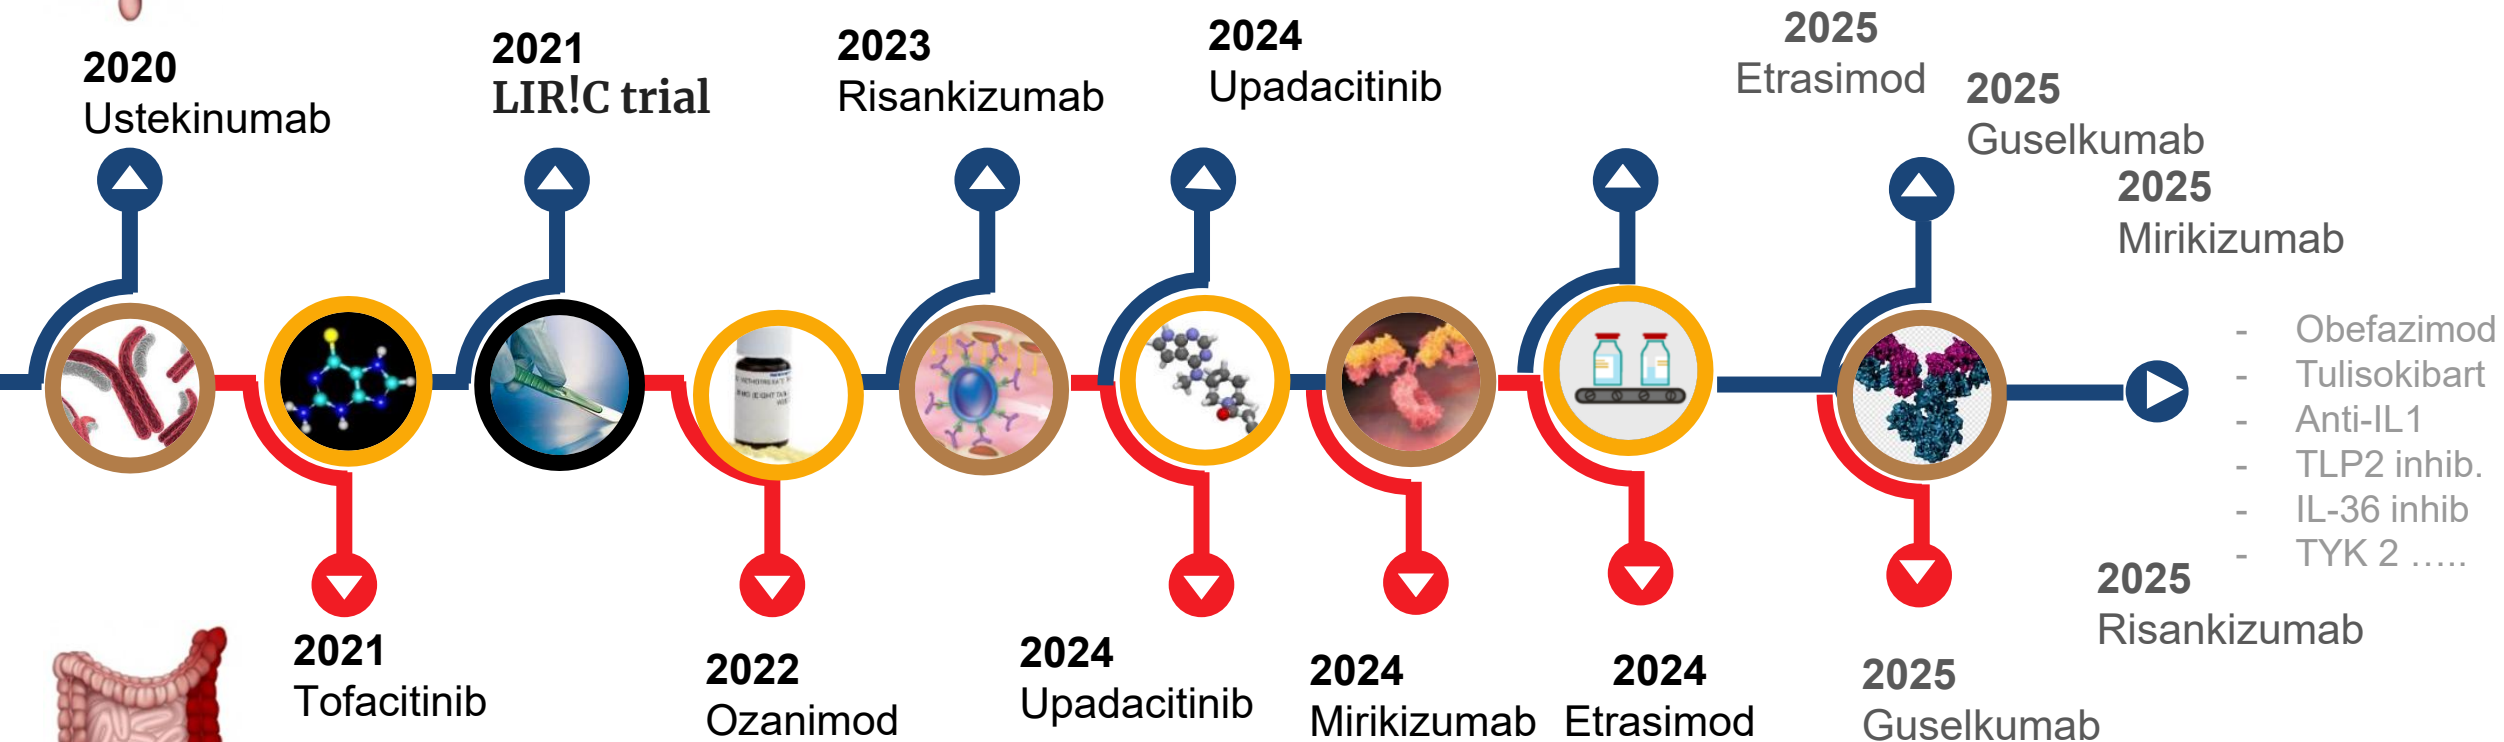 2020
Ustekinumab
2021
LIR!C trial
2023
Risankizumab
2024
Upadacitinib
2025
Etrasimod
2025
Guselkumab
2025
Mirikizumab
- Obefazimod
- Tulisokibart
- Anti-IL1
- TLP2 inhib.
- IL-36 inhib
- TYK 2 …..
2021
Tofacitinib
2022
Ozanimod
2024
Upadacitinib
2024
Mirikizumab
2024
Etrasimod
2025
Guselkumab
2025
Risankizumab